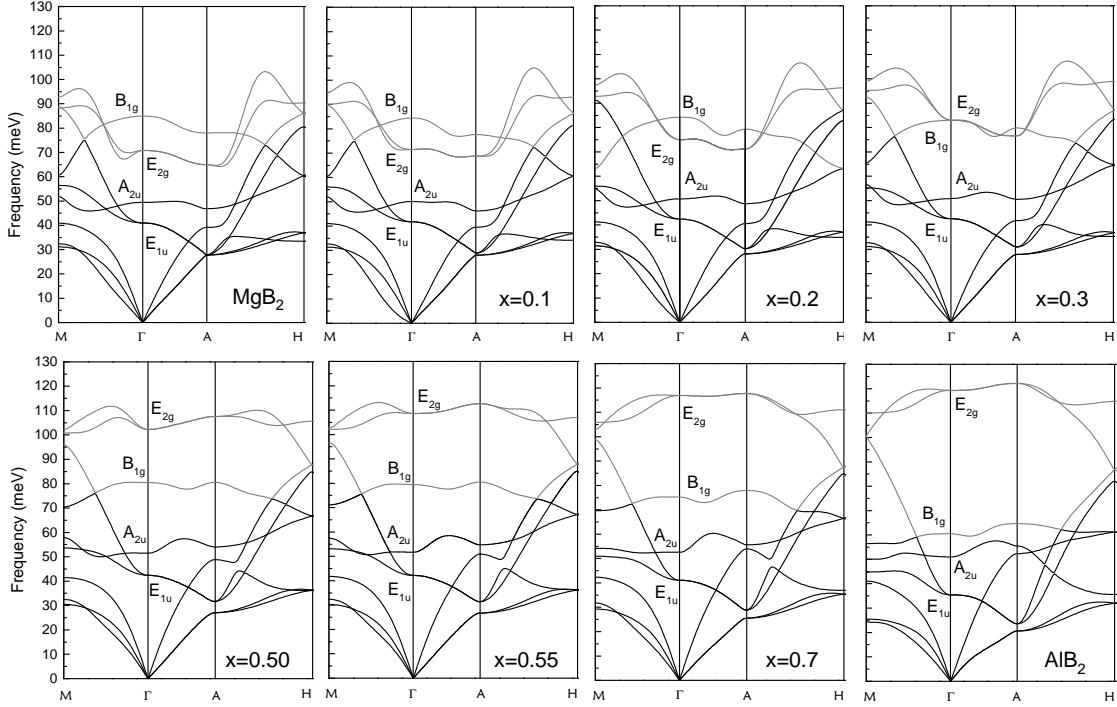 Frequency (meV)
130
120
110
100
90
80
70
60
50
40
30
20
10
0
B1g
E2g
A2u
E1u
MgB2
M Γ A H
B1g
E2g
A2u
E1u
x=0.1
M Γ A H
B1g
E2g
A2u
E1u
x=0.2
M Γ A H
E2g
B1g
A2u
E1u
x=0.3
M Γ A H
Frequency (meV)
130
120
110
100
90
80
70
60
50
40
30
20
10
0
E2g
B1g
A2u
E1u
x=0.50
M Γ A H
E2g
B1g
A2u
E1u
x=0.55
M Γ A H
E2g
B1g
A2u
E1u
x=0.7
M Γ A H
E2g
B1g
A2u
E1u
AlB2
M Γ A H